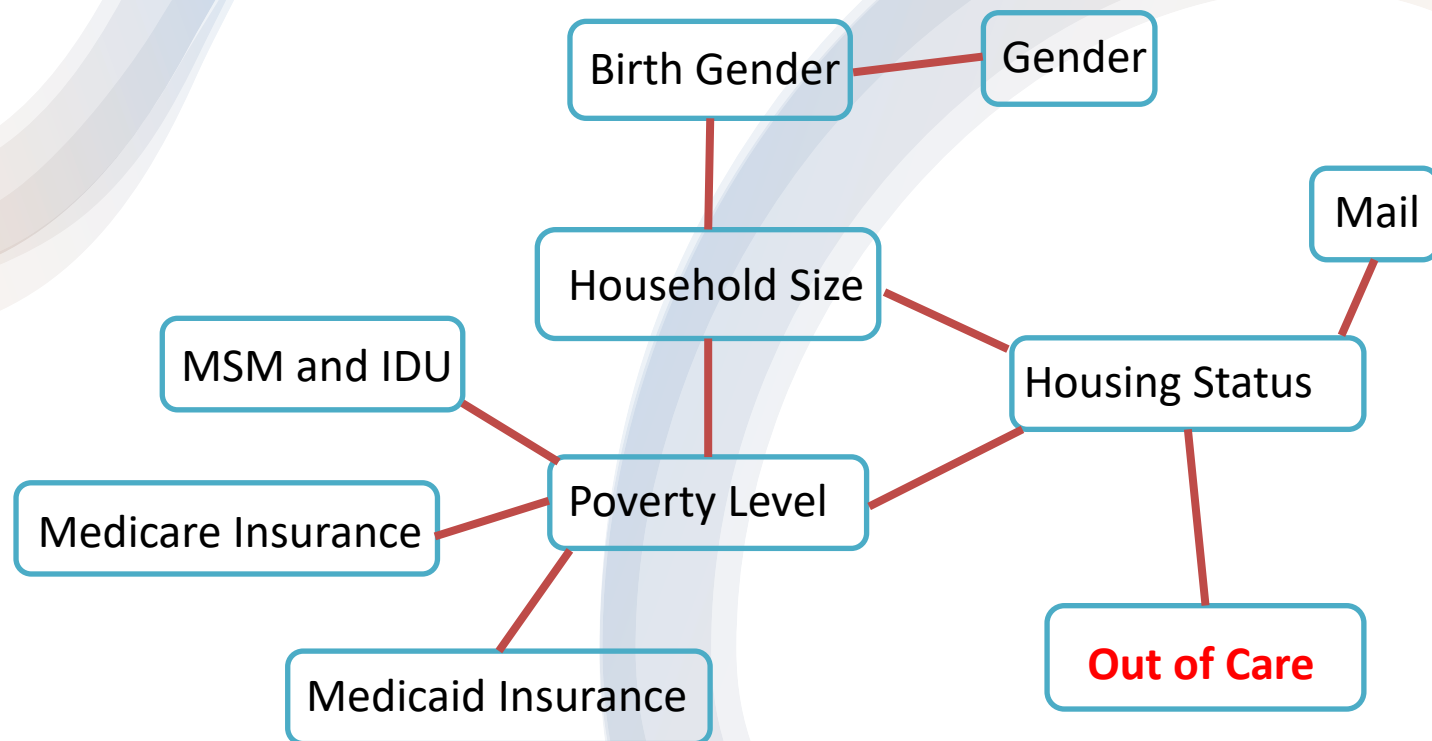 Birth Gender
Gender
Mail
Household Size
MSM and IDU
Housing Status
Poverty Level
Medicare Insurance
Out of Care
Medicaid Insurance